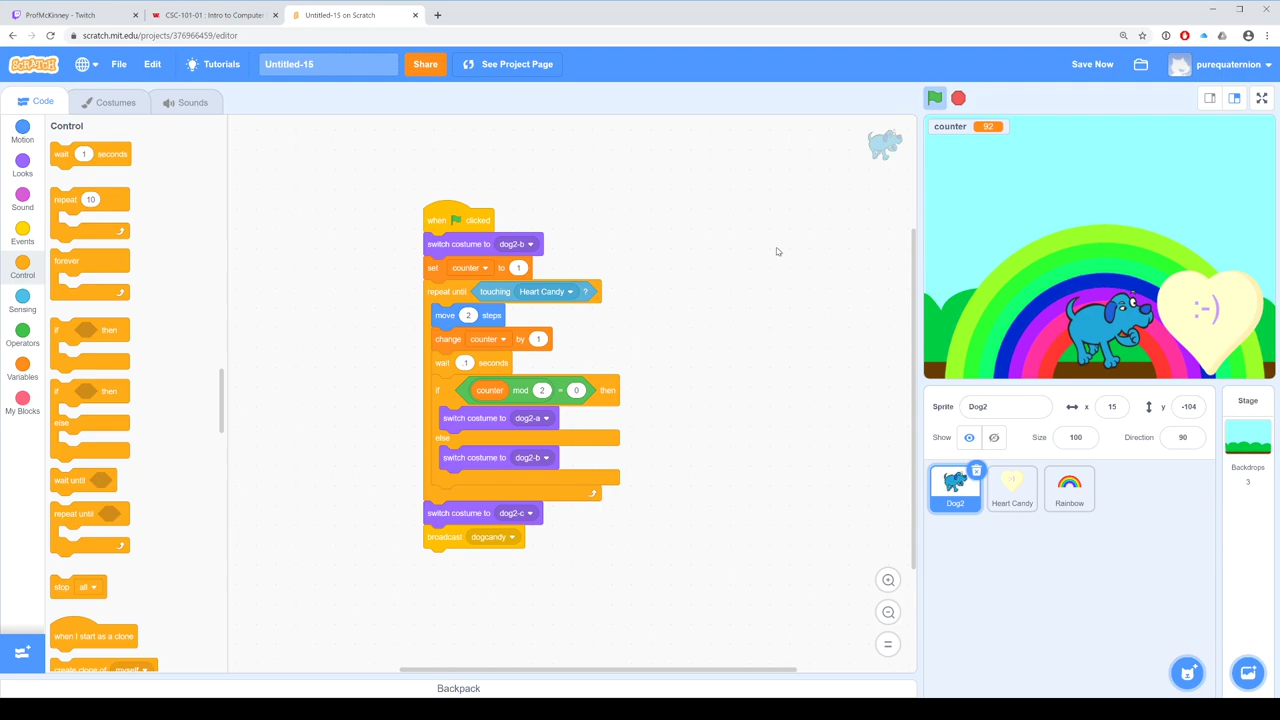 ProfMcKinney - Twitch
CSC-101-01 : Intro to Computer
Untitled-15 on Scratch
scratch.mit.edu/projects/376966459/editor
SCRATCH
File
Edit
Tutorials
Untitled-15
Share
See Project Page
Save Now
purequaternion
Code
Costumes
Sounds
Motion
Looks
Sound
Events
Control
Sensing
Operators
Variables
My Blocks
Control
wait 1 seconds
repeat 10
forever
if then
if then
else
wait until
repeat until
stop all
when I start as a clone
create clone of myself
when clicked
switch costume to dog2-b
set counter to 1
repeat until touching Heart Candy ?
move 2 steps
change counter by 1
wait .1 seconds
if counter mod 2 = 0 then
switch costume to dog2-a
else
switch costume to dog2-b
switch costume to dog2-c
broadcast dogcandy
Backpack
counter 92
:-)
Sprite Dog2 x 15 y -104
Show Size 100 Direction 90
Dog2
Heart Candy
Rainbow
Stage
Backdrops
3